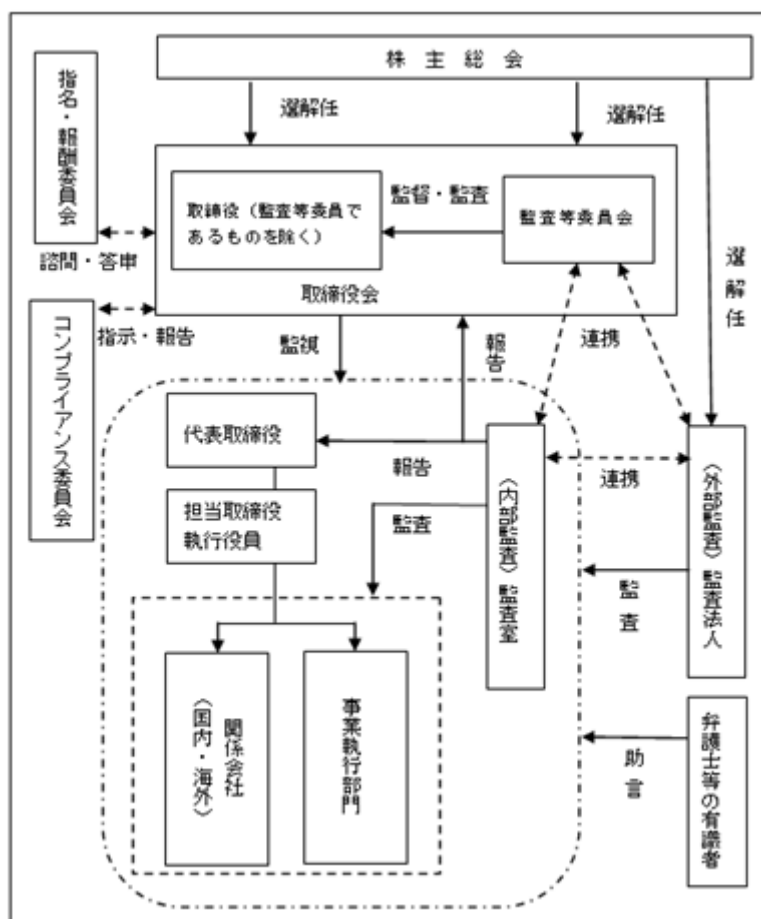 株主総会
指名・報酬委員会
選解任
選解任
取締役（監査等委員で
あるものを除く）
監督・監査
監査等委員会
諮問・答申
取締役会
選解任
コンプライアンス委員会
指示・報告
監視
報告
連携
代表取締役
報告
〈内部監査〉監査室
連携
〈外部監査〉監査法人
担当取締役
執行役員
監査
監査
関係会社
〈国内・海外〉
事業執行部門
助言
弁護士等の有識者